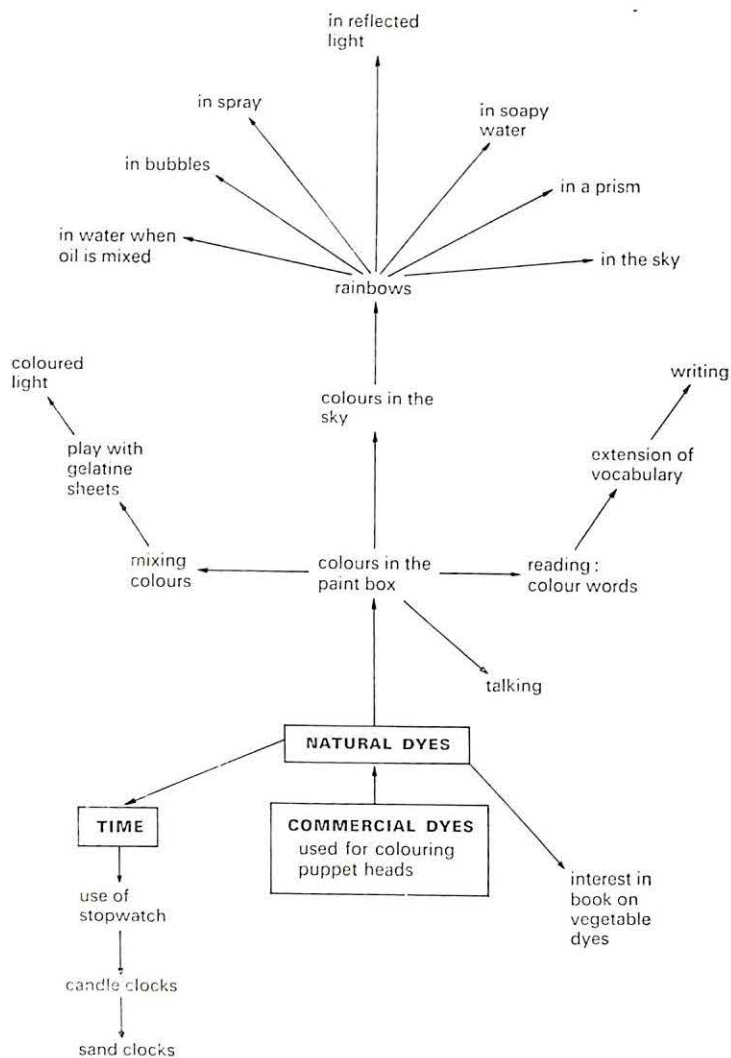 in reflected
light
in spray
in soapy
water
in bubbles
in a prism
in water when
oil is mixed
in the sky
rainbows
coloured
light
colours in the
sky
writing
play with
gelatine
sheets
extension of
vocabulary
mixing
colours
colours in the
paint box
reading:
colour words
talking
NATURAL DYES
TIME
COMMERCIAL DYES
used for colouring
puppet heads
use of
stopwatch
interest in
book on
vegetable
dyes
candle clocks
sand clocks